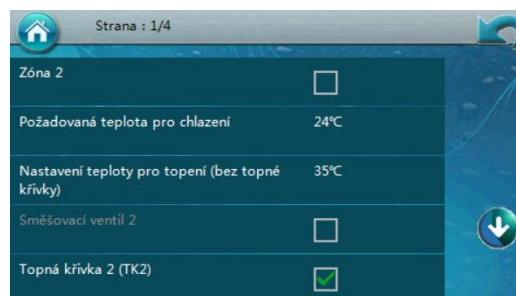 Strana : 1/4
Zóna 2
Požadovaná teplota pro chlazení 24℃
Nastavení teploty pro topení (bez topné 35℃
křivky)
Směšovací ventil 2
Topná křivka 2 (TK2)